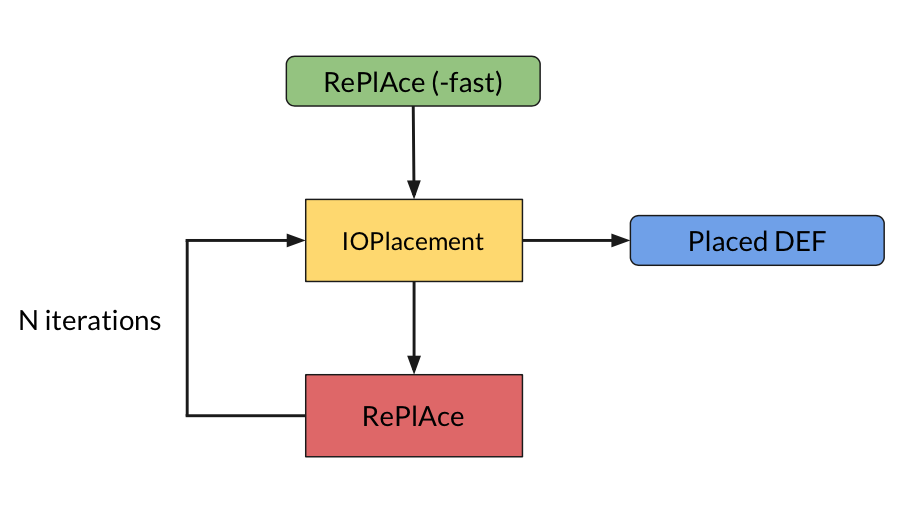 RePlAce (-fast)
IOPlacement
Placed DEF
N iterations
RePlAce